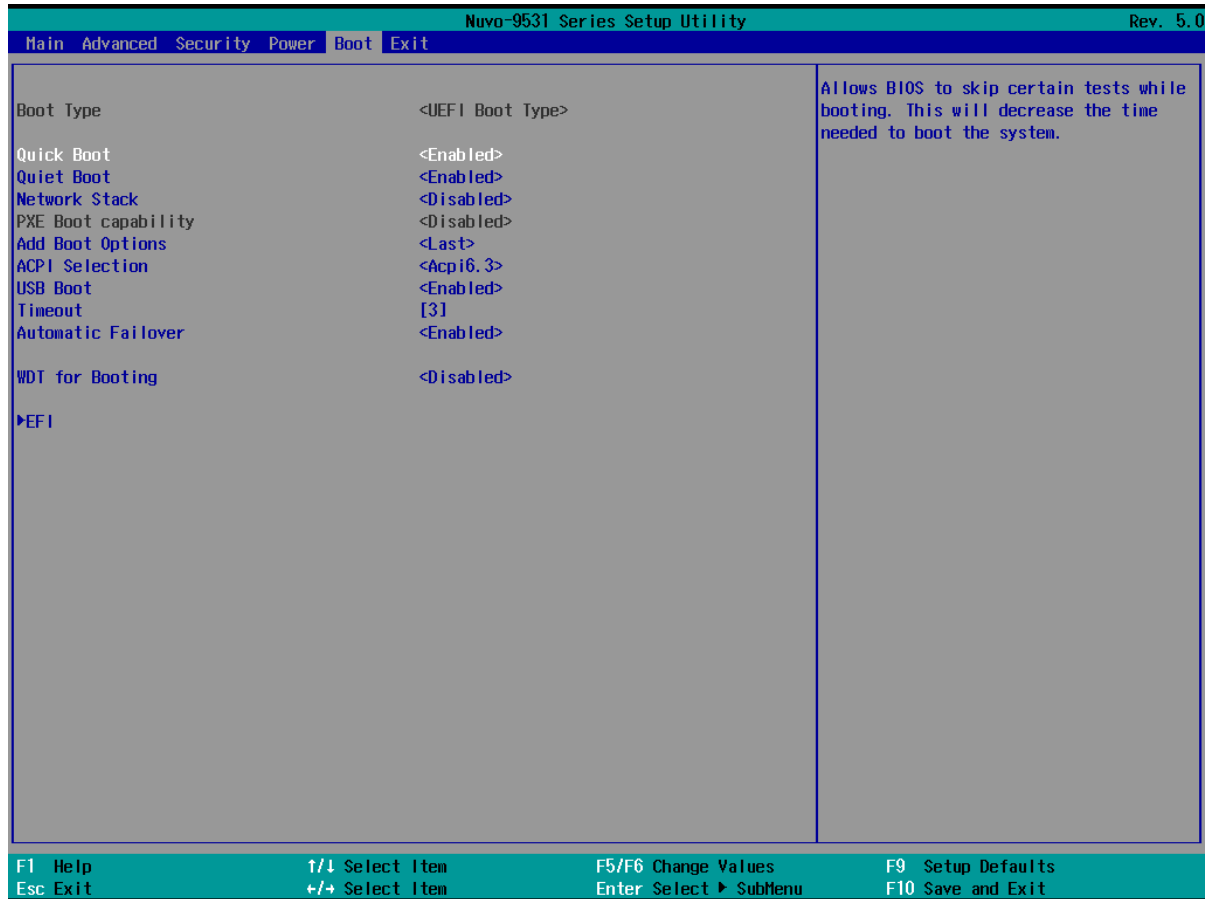 Nuvo-9531 Series Setup Utility Rev. 5.0
Main Advanced Security Power Boot Exit
Boot Type <UEFI Boot Type>
Quick Boot <Enabled>
Quiet Boot <Enabled>
Network Stack <Disabled>
PXE Boot capability <Disabled>
Add Boot Options <Last>
ACPI Selection <Acpi6.3>
USB Boot <Enabled>
Timeout [3]
Automatic Failover <Enabled>
WDT for Booting <Disabled>
▶EFI
Allows BIOS to skip certain tests while
booting. This will decrease the time
needed to boot the system.
F1 Help ↑/↓ Select Item F5/F6 Change Values F9 Setup Defaults
Esc Exit ←/→ Select Item Enter Select ▶ SubMenu F10 Save and Exit